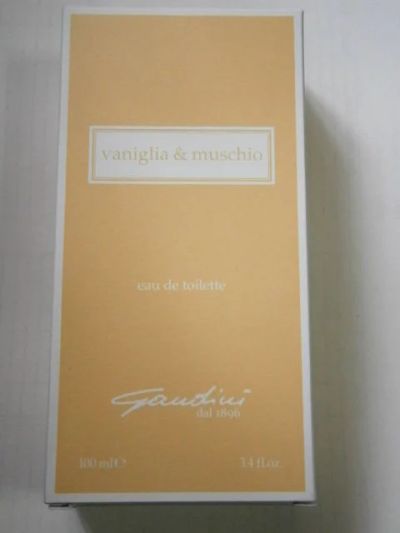 vaniglia & muschio
eau de toilette
Gandini
dal 1896
100 ml ℮ 3.4 fl.oz.